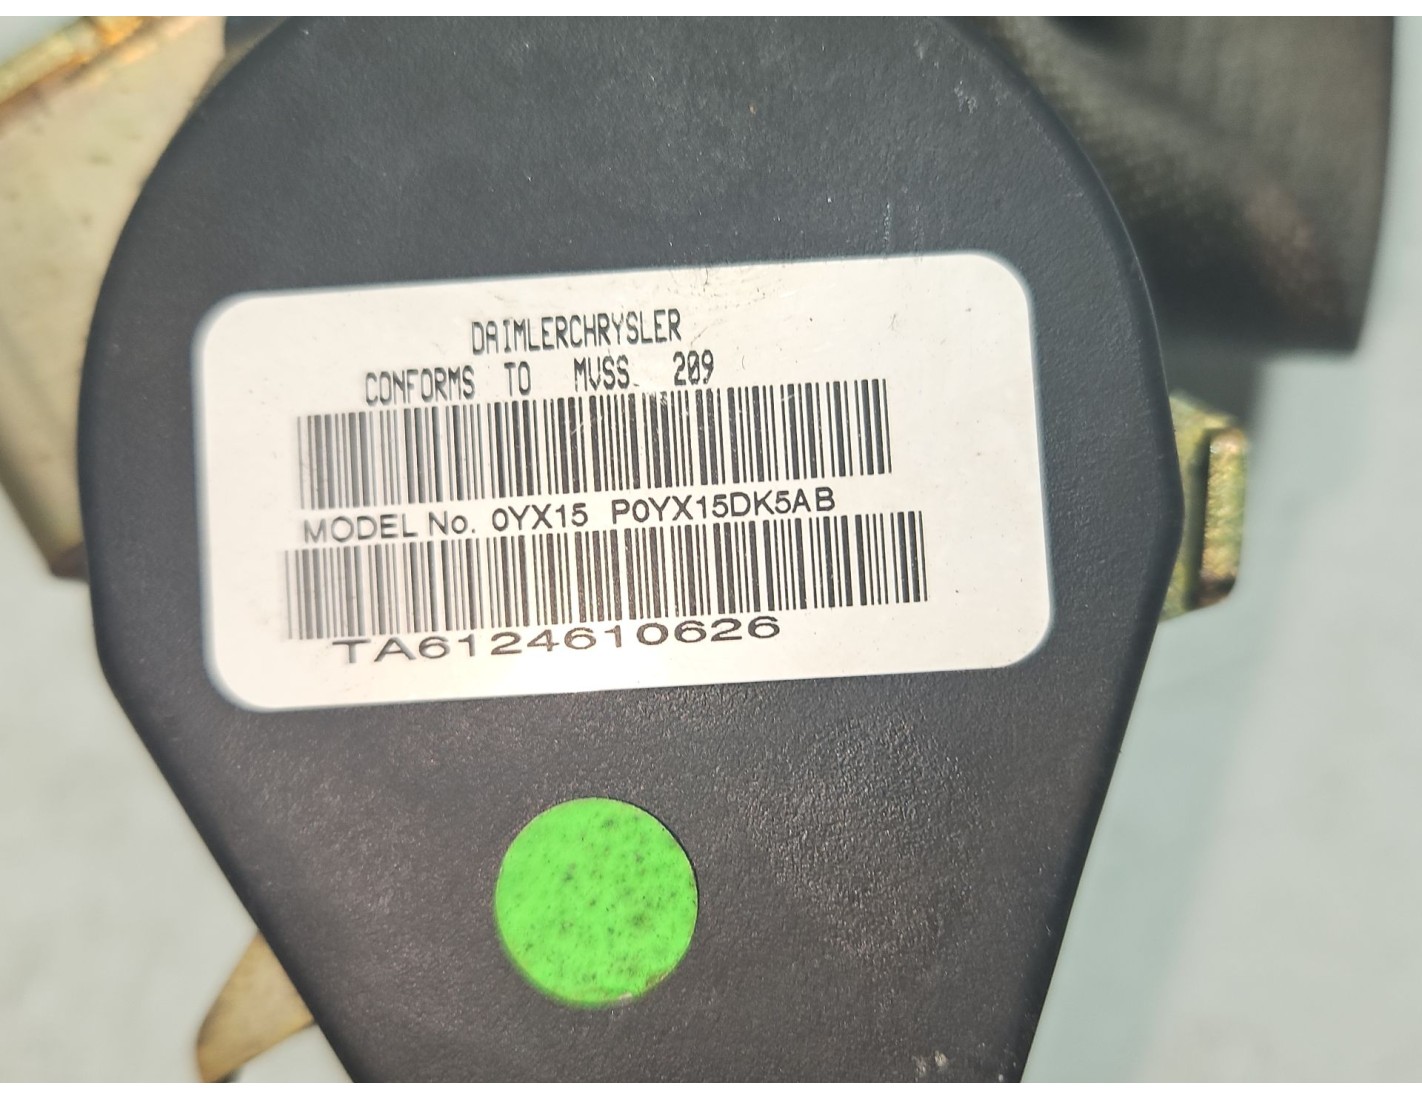 DAIMLERCHRYSLER
CONFORMS TO MVSS 209
MODEL No. 0YX15 P0YX15DK5AB
TA6124610626